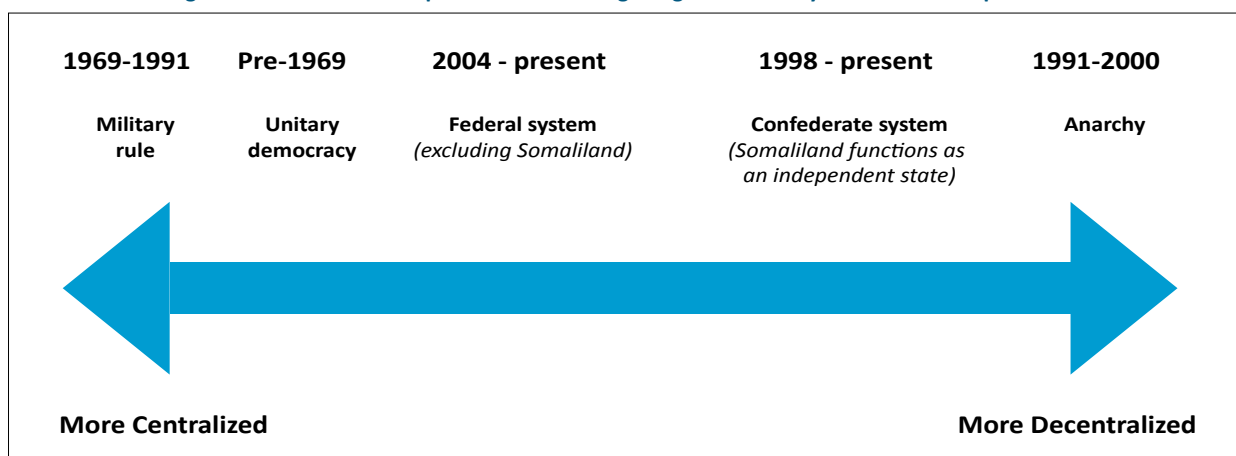 1969-1991
Military
rule
Pre-1969
Unitary
democracy
2004 - present
Federal system
(excluding Somaliland)
1998 - present
Confederate system
(Somaliland functions as
an independent state)
1991-2000
Anarchy
More Centralized
More Decentralized